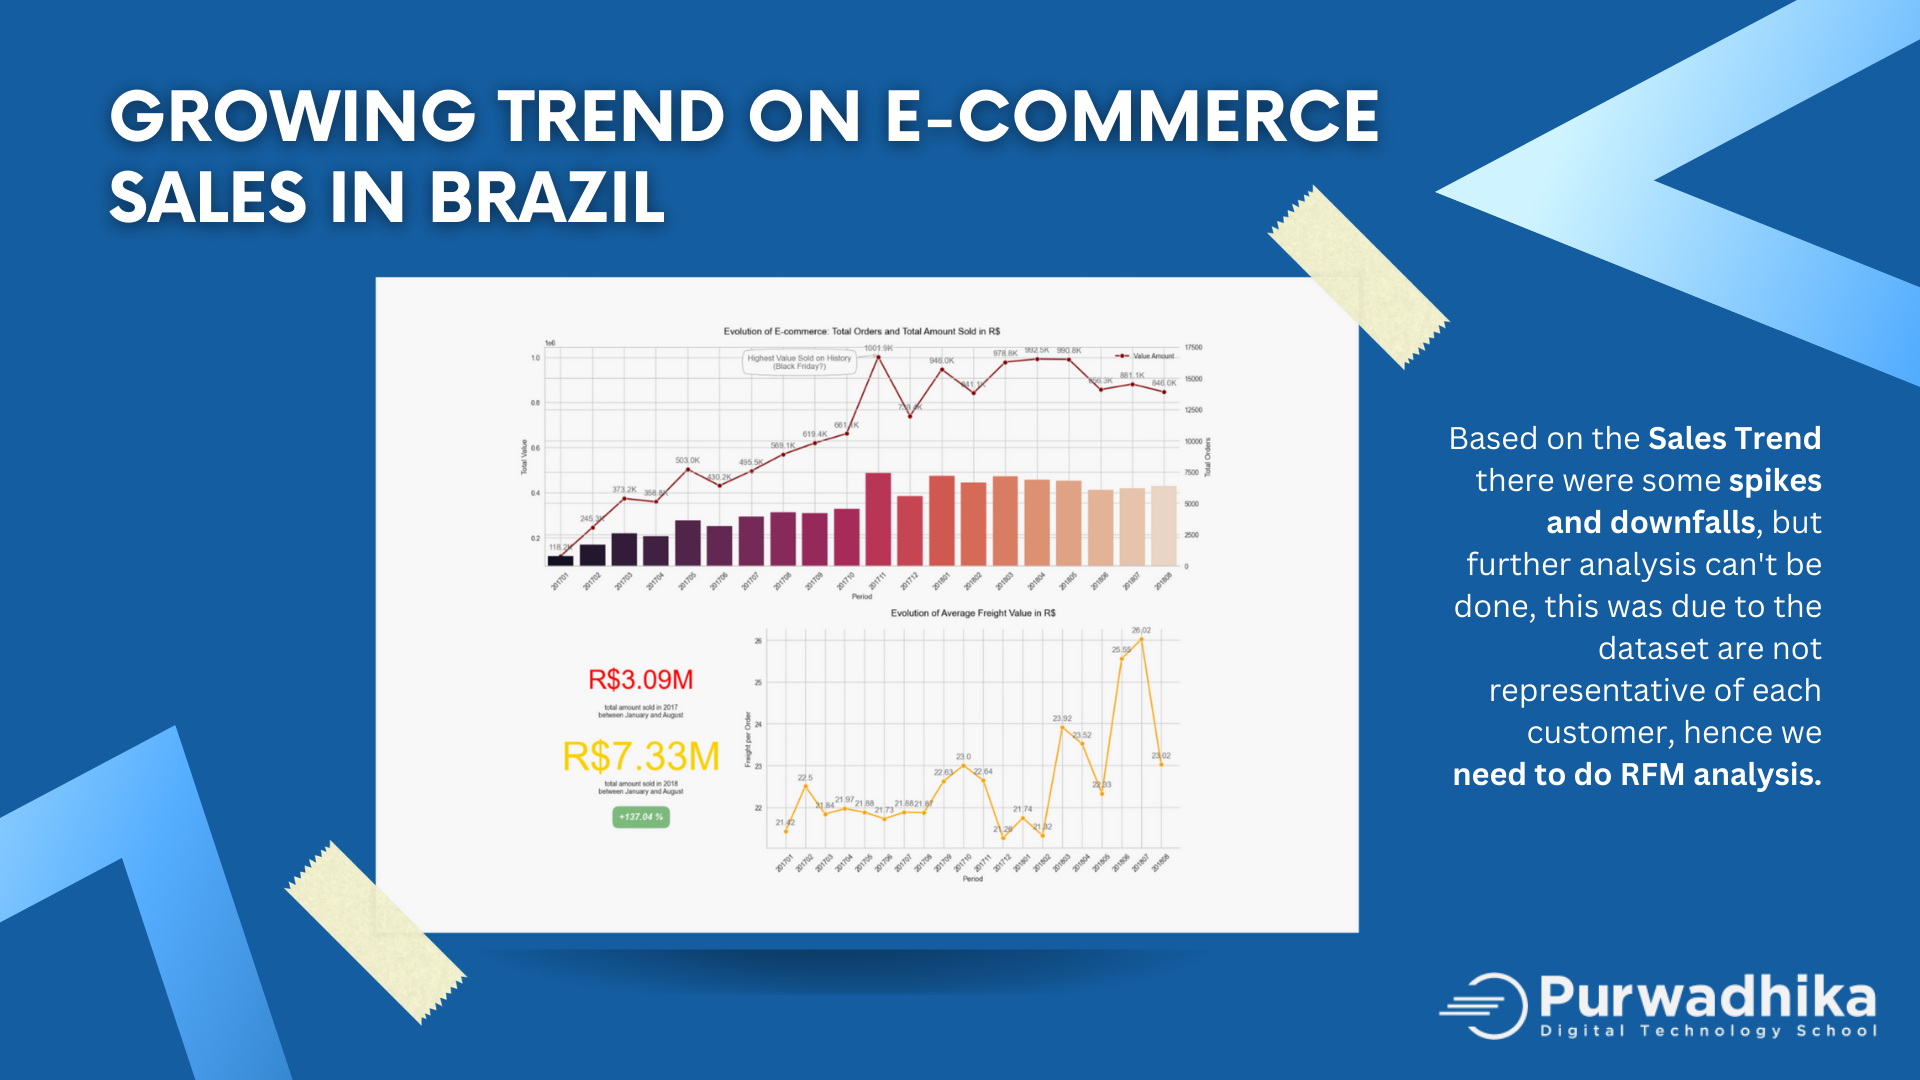 GROWING TREND ON E-COMMERCE
SALES IN BRAZIL
Evolution of E-commerce: Total Orders and Total Amount Sold in R$
1e6
Highest Value Sold on History
(Black Friday?)
Value Amount
Total Value
1.0
0.8
0.6
0.4
0.2
118.2K
245.3K
373.2K
358.8K
503.0K
430.2K
495.5K
569.1K
619.4K
661.1K
1001.9K
946.0K
841.1K
978.8K
992.5K
990.8K
856.3K
881.1K
846.0K
17500
15000
12500
10000
7500
5000
2500
0
Total Orders
201701
201702
201703
201704
201705
201706
201707
201708
201709
201710
201711
201712
201801
201802
201803
201804
201805
201806
201807
201808
Period
R$3.09M
total amount sold in 2017
between January and August
R$7.33M
total amount sold in 2018
between January and August
+137.04 %
Evolution of Average Freight Value in R$
Freight per Order
26
25
24
23
22
21.42
22.5
21.84
21.97
21.88
21.73
21.88
21.87
22.63
23.0
22.64
21.26
21.74
21.32
23.92
23.52
22.33
25.55
26.02
23.02
201701
201702
201703
201704
201705
201706
201707
201708
201709
201710
201711
201712
201801
201802
201803
201804
201805
201806
201807
201808
Period
Based on the Sales Trend
there were some spikes
and downfalls, but
further analysis can't be
done, this was due to the
dataset are not
representative of each
customer, hence we
need to do RFM analysis.
Purwadhika
Digital Technology School